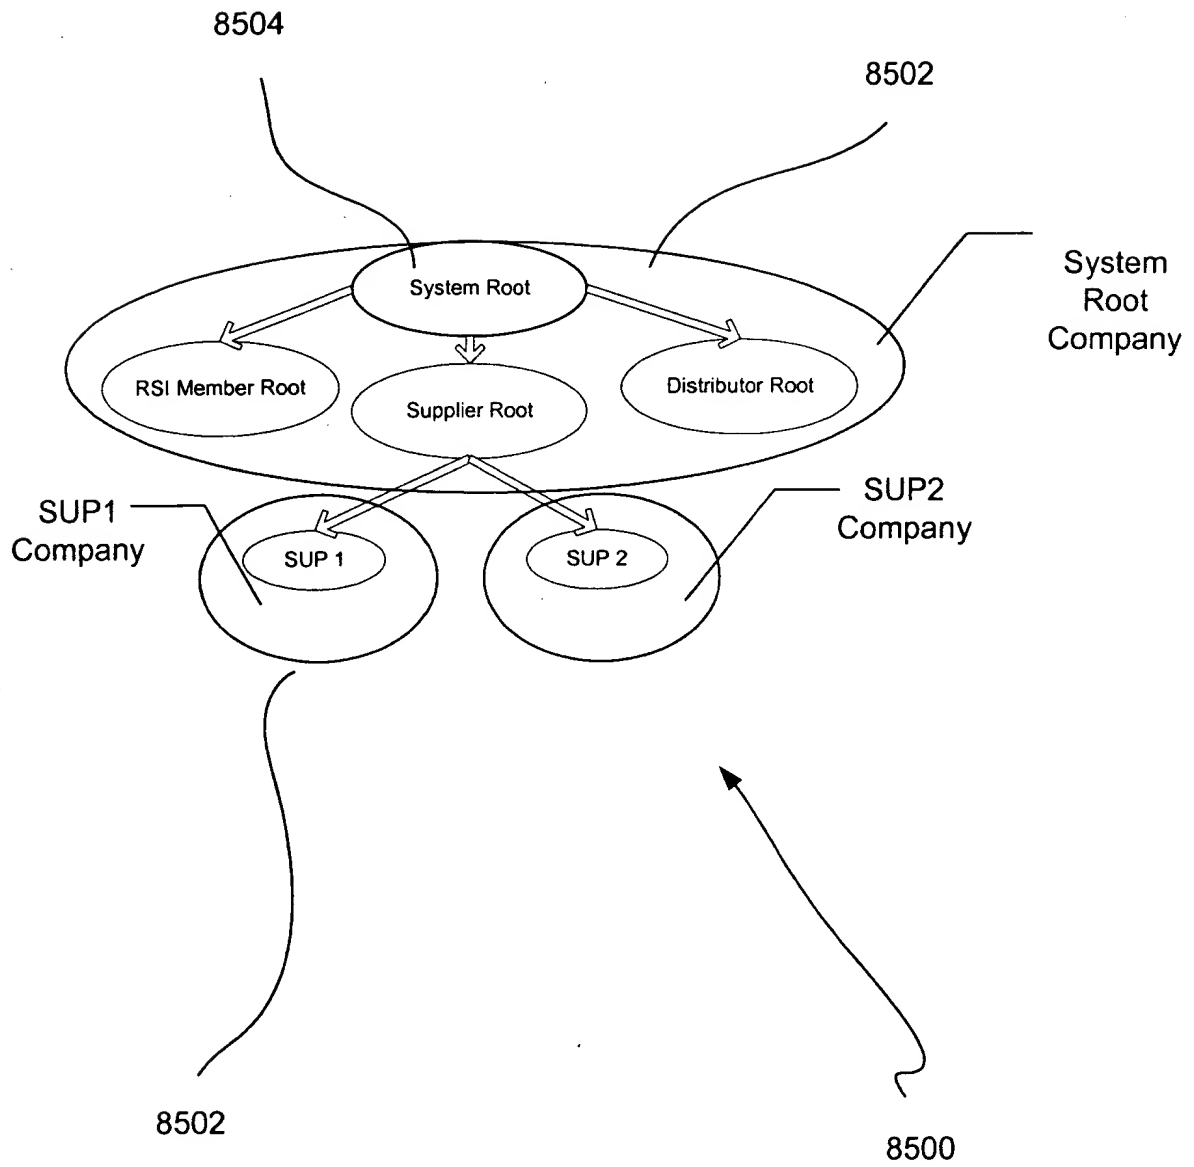 8504
8502
System Root
System
Root
Company
RSI Member Root
Supplier Root
Distributor Root
SUP1
Company
SUP2
Company
SUP 1
SUP 2
8502
8500